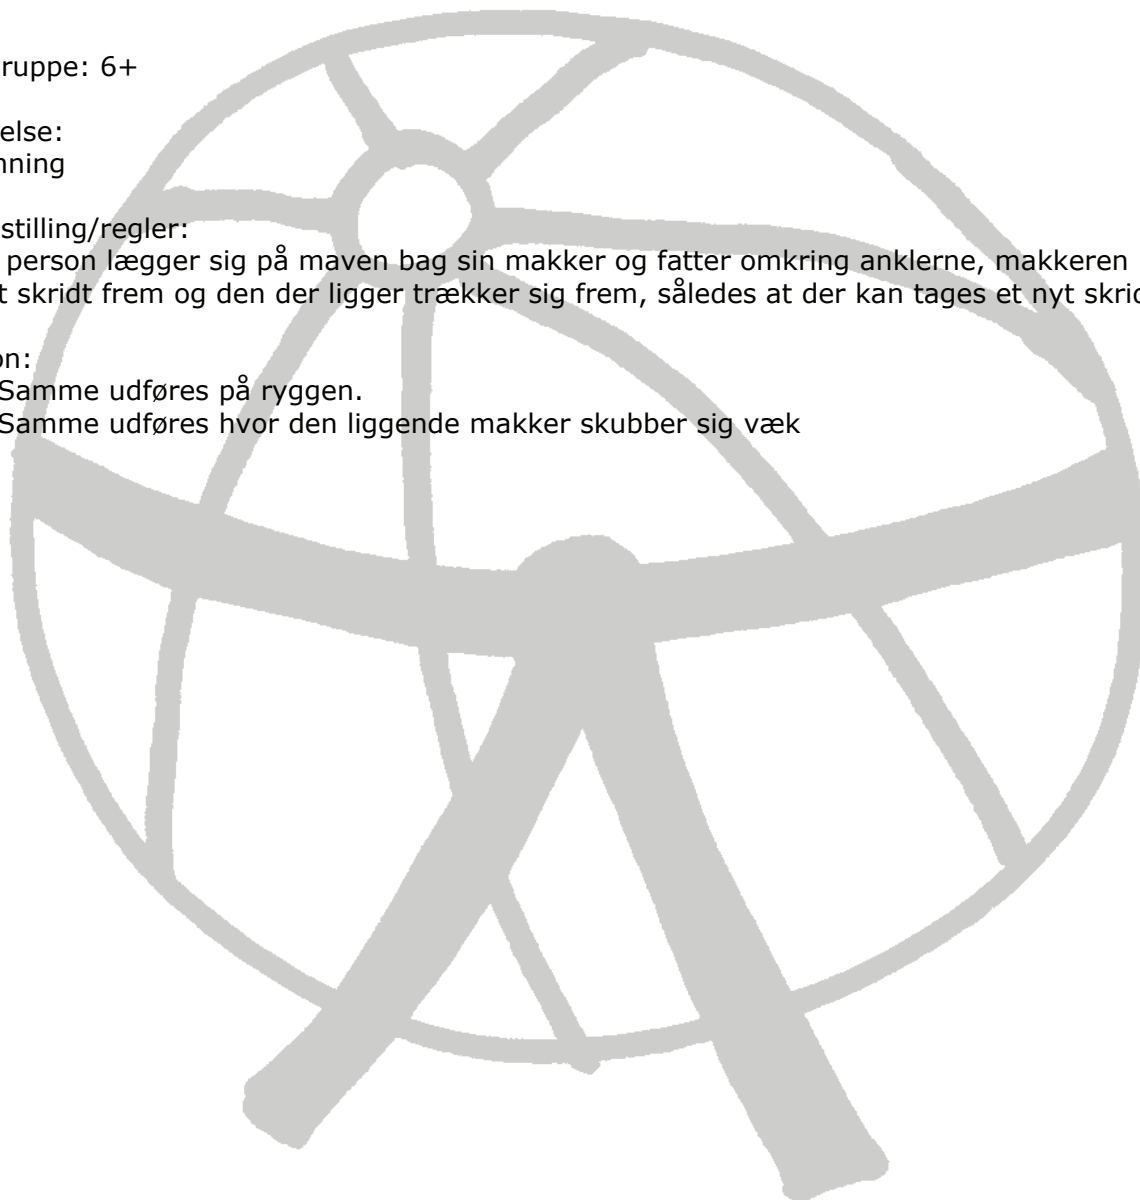 ruppe: 6+
else:
nning
stilling/regler:
person lægger sig på maven bag sin makker og fatter omkring anklerne, makkeren
t skridt frem og den der ligger trækker sig frem, således at der kan tages et nyt skrid
on:
Samme udføres på ryggen.
Samme udføres hvor den liggende makker skubber sig væk